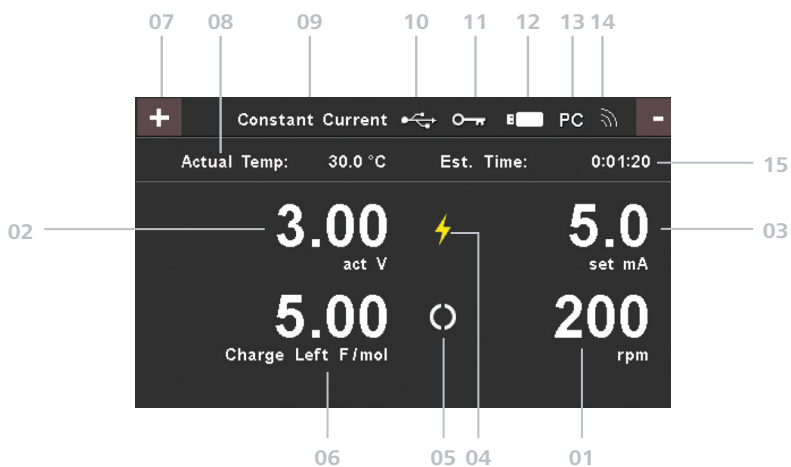 07 08 09 10 11 12 13 14
+ Constant Current PC -
Actual Temp: 30.0 °C Est. Time: 0:01:20 15
02 3.00 5.0 03
act V set mA
5.00 200
Charge Left F/mol rpm
06 05 04 01